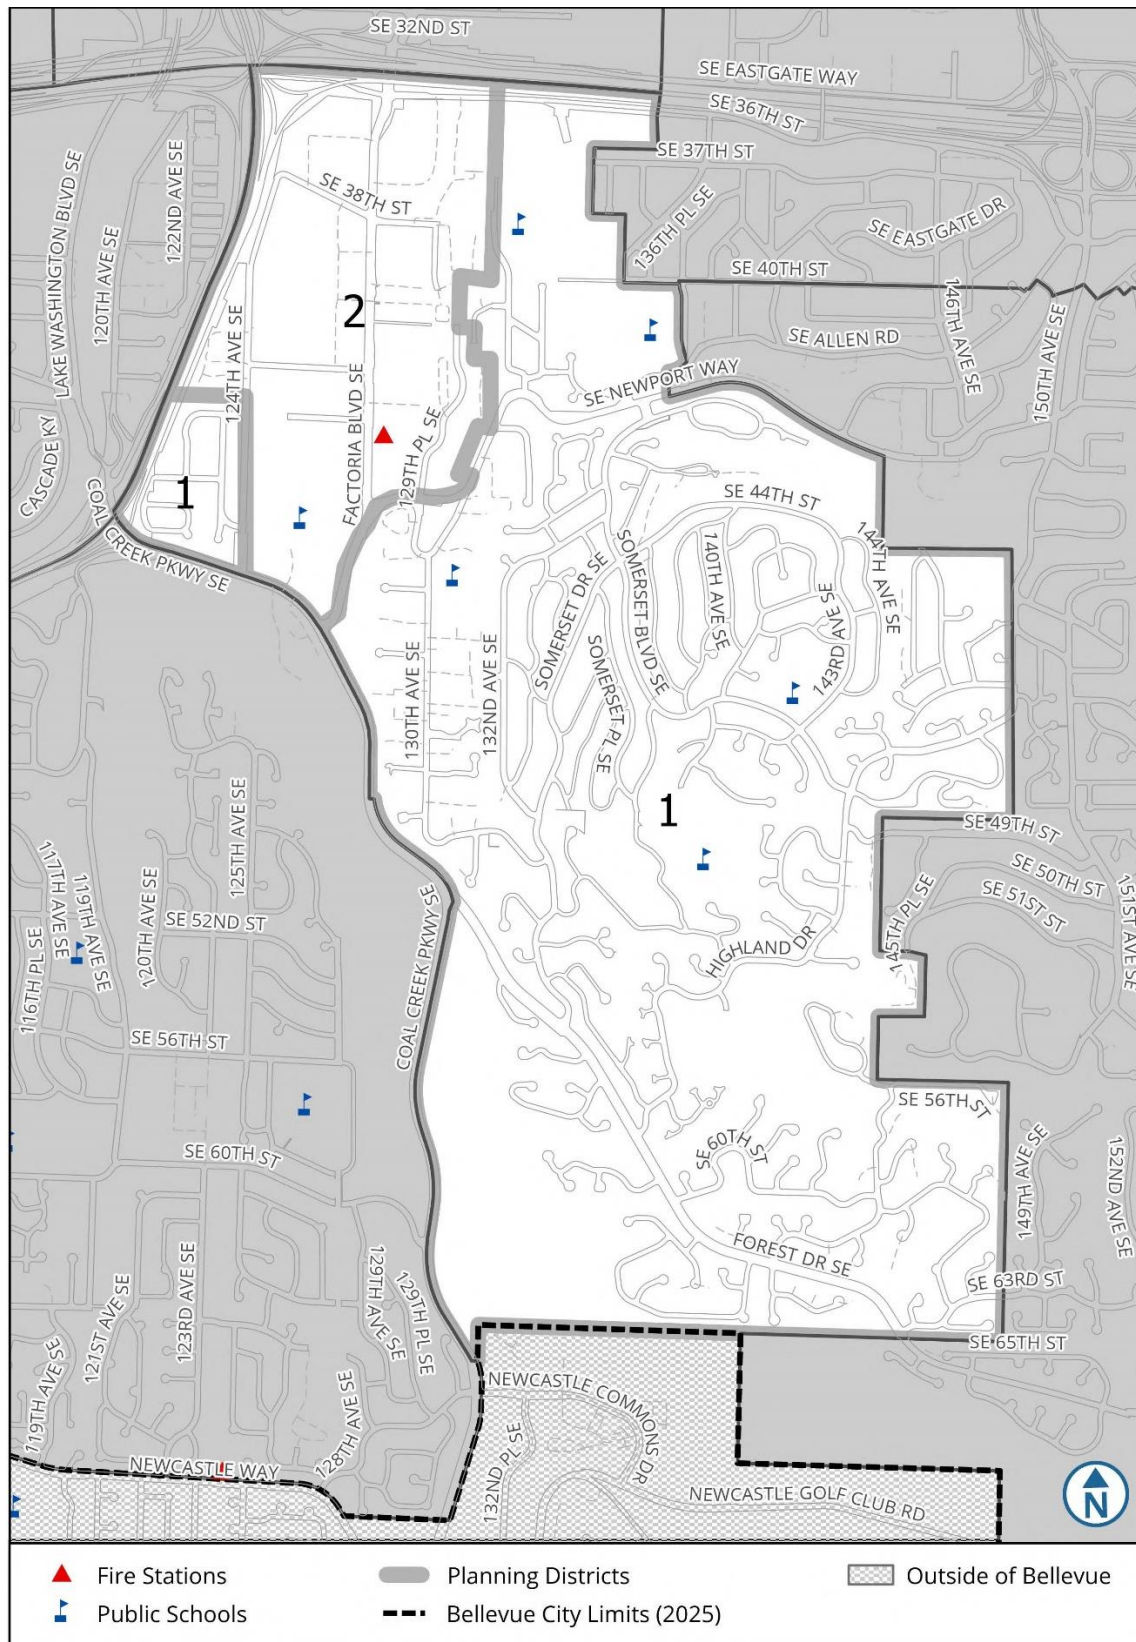 SE 32ND ST
SE EASTGATE WAY
SE 36TH ST
SE 37TH ST
LAKE WASHINGTON BLVD SE
122ND AVE SE
120TH AVE SE
SE 38TH ST
136TH PL SE
SE EASTGATE DR
SE 40TH ST
146TH AVE SE
150TH AVE SE
2
SE ALLEN RD
124TH AVE SE
FACTORIA BLVD SE
SE NEWPORT WAY
129TH PL SE
CASCADE KY
1
COAL CREEK PKWY SE
SE 44TH ST
144TH AVE SE
140TH AVE SE
143RD AVE SE
SOMERSET BLVD SE
SOMERSET DR SE
SOMERSET PL SE
130TH AVE SE
132ND AVE SE
1
125TH AVE SE
117TH AVE SE
119TH AVE SE
120TH AVE SE
116TH PL SE
SE 52ND ST
COAL CREEK PKWY SE
SE 49TH ST
SE 50TH ST
SE 51ST ST
151ST AVE SE
145TH PL SE
HIGHLAND DR
SE 56TH ST
SE 56TH ST
SE 60TH ST
SE 60TH ST
149TH AVE SE
152ND AVE SE
FOREST DR SE
SE 63RD ST
SE 65TH ST
129TH AVE SE
129TH PL SE
123RD AVE SE
121ST AVE SE
119TH AVE SE
128TH AVE SE
NEWCASTLE WAY
NEWCASTLE COMMONS DR
132ND PL SE
NEWCASTLE GOLF CLUB RD
N
Fire Stations
Planning Districts
Outside of Bellevue
Public Schools
Bellevue City Limits (2025)